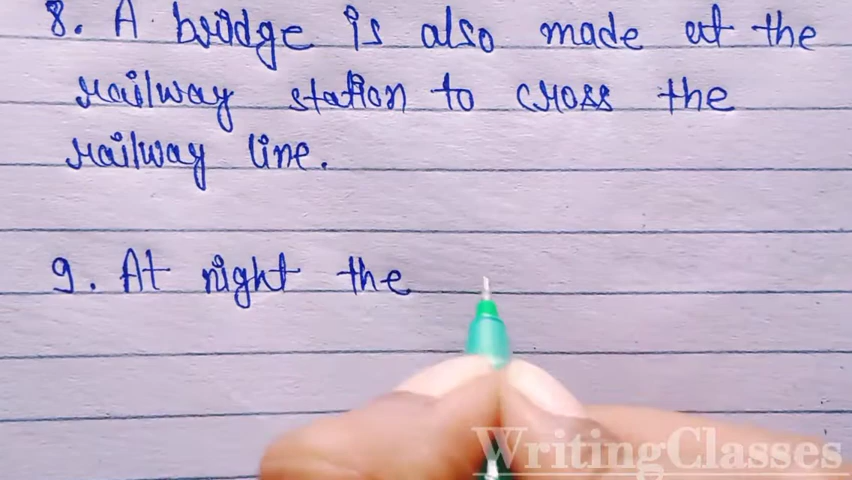 8. A bridge is also made at the
railway station to cross the
railway line.
9. At night the
WritingClasses